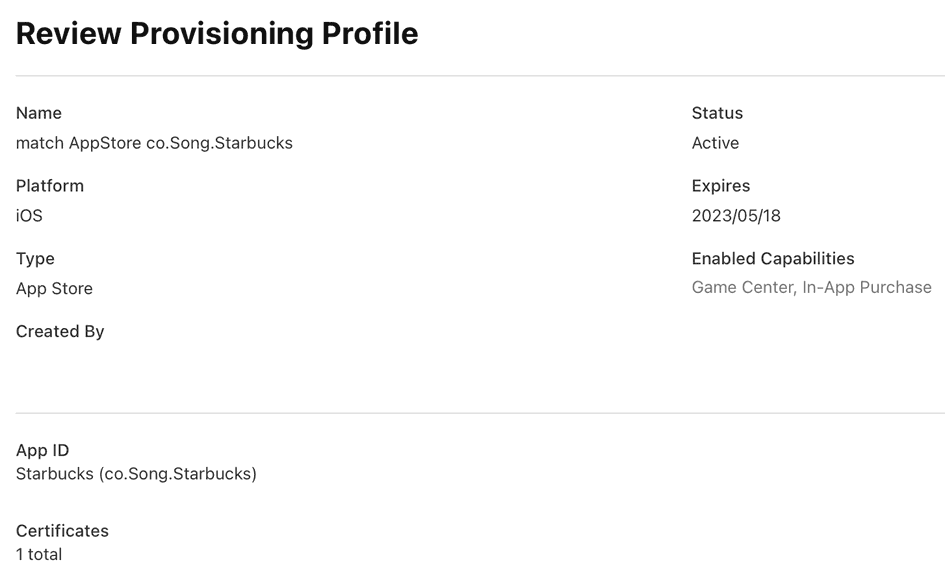 Review Provisioning Profile
Name
match AppStore co.Song.Starbucks
Platform
iOS
Type
App Store
Created By
Status
Active
Expires
2023/05/18
Enabled Capabilities
Game Center, In-App Purchase
App ID
Starbucks (co.Song.Starbucks)
Certificates
1 total